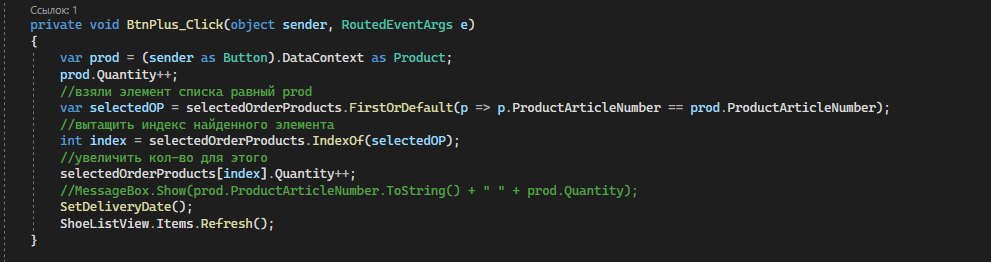 Ссылок: 1
private void BtnPlus_Click(object sender, RoutedEventArgs e)
{
var prod = (sender as Button).DataContext as Product;
prod.Quantity++;
//взяли элемент списка равный prod
var selectedOP = selectedOrderProducts.FirstOrDefault(p => p.ProductArticleNumber == prod.ProductArticleNumber);
//вытащить индекс найденного элемента
int index = selectedOrderProducts.IndexOf(selectedOP);
//увеличить кол-во для этого
selectedOrderProducts[index].Quantity++;
//MessageBox.Show(prod.ProductArticleNumber.ToString() + " " + prod.Quantity);
SetDeliveryDate();
ShoeListView.Items.Refresh();
}